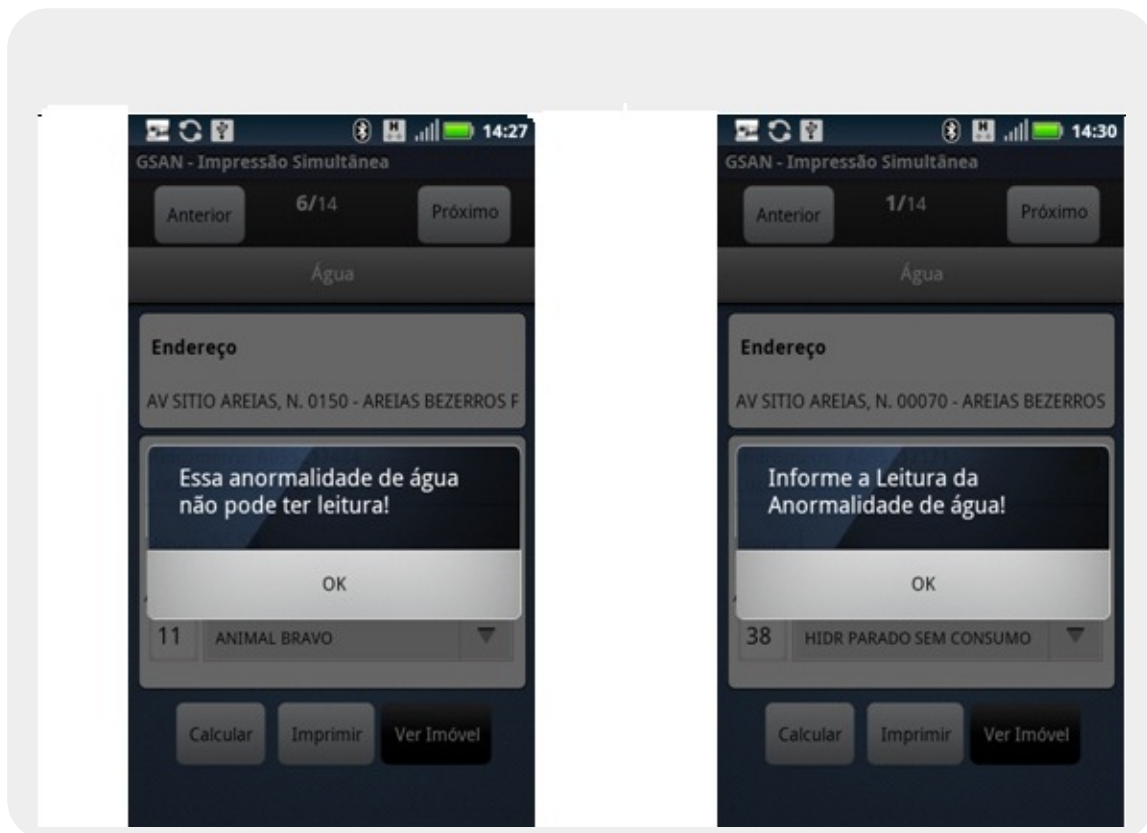 14:27
GSAN - Impressão Simultânea
Anterior
6/14
Próximo
Água
Endereço
AV SITIO AREIAS, N. 0150 - AREIAS BEZERROS F
Essa anormalidade de água
não pode ter leitura!
OK
11
ANIMAL BRAVO
Calcular
Imprimir
Ver Imóvel
14:30
GSAN - Impressão Simultânea
Anterior
1/14
Próximo
Água
Endereço
AV SITIO AREIAS, N. 00070 - AREIAS BEZERROS
Informe a Leitura da
Anormalidade de água!
OK
38
HIDR PARADO SEM CONSUMO
Calcular
Imprimir
Ver Imóvel